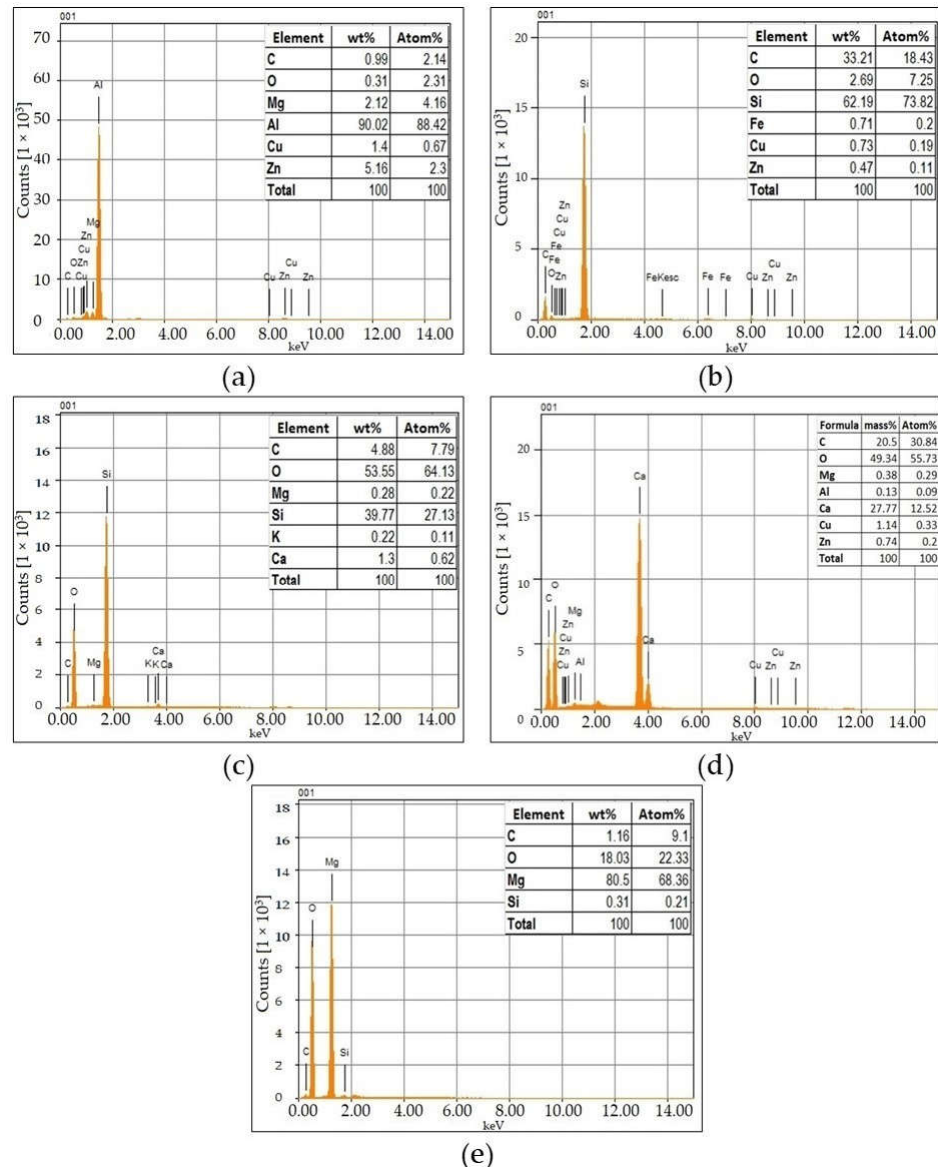 001
Counts [1 × 10³]
70
60
50
40
30
20
10
0
Al
C
O
Cu
Zn
Cu
Zn
Mg
Cu
Zn
Cu
Zn
0.00 2.00 4.00 6.00 8.00 10.00 12.00 14.00
keV
Element wt% Atom%
C 0.99 2.14
O 0.31 2.31
Mg 2.12 4.16
Al 90.02 88.42
Cu 1.4 0.67
Zn 5.16 2.3
Total 100 100
(a)
001
Counts [1 × 10³]
20
15
10
5
0
Si
Zn
Cu
Cu
C Fe
Fe
O Zn
FeKesc
Fe
Fe
Cu
Zn
Cu
Zn
0.00 2.00 4.00 6.00 8.00 10.00 12.00 14.00
keV
Element wt% Atom%
C 33.21 18.43
O 2.69 7.25
Si 62.19 73.82
Fe 0.71 0.2
Cu 0.73 0.19
Zn 0.47 0.11
Total 100 100
(b)
001
Counts [1 × 10³]
18
16
14
12
10
8
6
4
2
0
Si
O
C
Mg
Ca
K K Ca
0.00 2.00 4.00 6.00 8.00 10.00 12.00 14.00
keV
Element wt% Atom%
C 4.88 7.79
O 53.55 64.13
Mg 0.28 0.22
Si 39.77 27.13
K 0.22 0.11
Ca 1.3 0.62
Total 100 100
(c)
001
Counts [1 × 10³]
20
15
10
5
0
Ca
O
C
Mg
Zn
Cu
Zn
Cu
Al
Ca
Cu
Zn
Cu
Zn
0.00 2.00 4.00 6.00 8.00 10.00 12.00 14.00
keV
Formula mass% Atom%
C 20.5 30.84
O 49.34 55.73
Mg 0.38 0.29
Al 0.13 0.09
Ca 27.77 12.52
Cu 1.14 0.33
Zn 0.74 0.2
Total 100 100
(d)
001
Counts [1 × 10³]
18
16
14
12
10
8
6
4
2
0
Mg
O
C
Si
0.00 2.00 4.00 6.00 8.00 10.00 12.00 14.00
keV
Element wt% Atom%
C 1.16 9.1
O 18.03 22.33
Mg 80.5 68.36
Si 0.31 0.21
Total 100 100
(e)